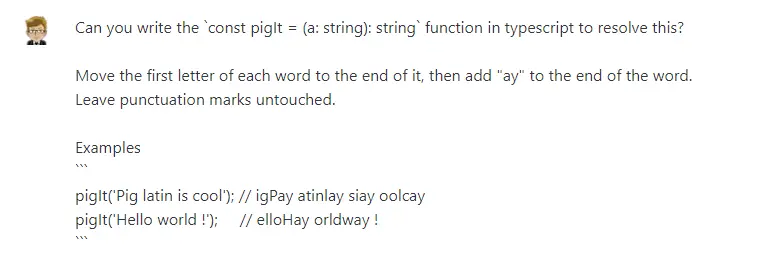 Can you write the `const pigIt = (a: string): string` function in typescript to resolve this?
Move the first letter of each word to the end of it, then add "ay" to the end of the word.
Leave punctuation marks untouched.
Examples
```
pigIt('Pig latin is cool'); // igPay atinlay siay oolcay
pigIt('Hello world !');     // elloHay orldway !
```